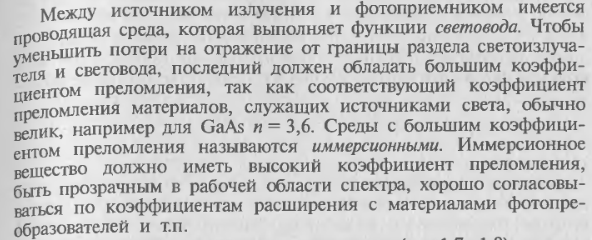 Между источником излучения и фотоприемником имеется
проводящая среда, которая выполняет функции световода. Чтобы
уменьшить потери на отражение от границы раздела светоизлуча-
теля и световода, последний должен обладать большим коэффи-
циентом преломления, так как соответствующий коэффициент
преломления материалов, служащих источниками света, обычно
велик, например для GaAs n = 3,6. Среды с большим коэффици-
ентом преломления называются иммерсионными. Иммерсионное
вещество должно иметь высокий коэффициент преломления,
быть прозрачным в рабочей области спектра, хорошо согласовы-
ваться по коэффициентам расширения с материалами фотопре-
образователей и т.п.